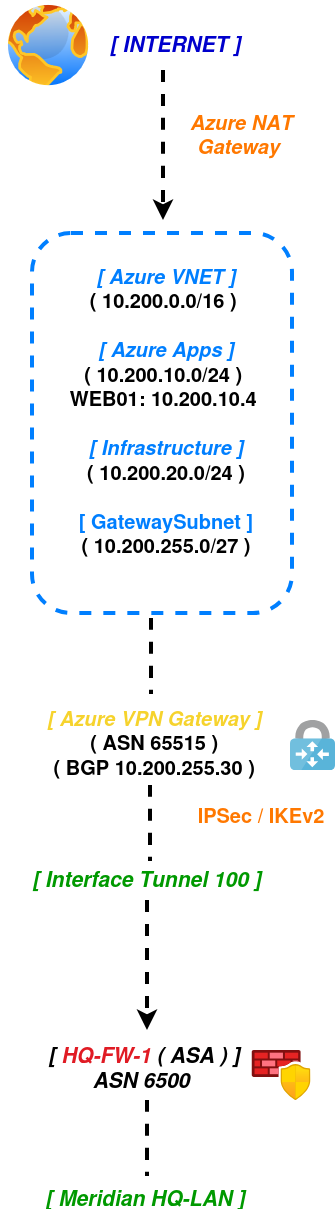 [ INTERNET ]
Azure NAT
Gateway
[ Azure VNET ]
( 10.200.0.0/16 )
[ Azure Apps ]
( 10.200.10.0/24 )
WEB01: 10.200.10.4
[ Infrastructure ]
( 10.200.20.0/24 )
[ GatewaySubnet ]
( 10.200.255.0/27 )
[ Azure VPN Gateway ]
( ASN 65515 )
( BGP 10.200.255.30 )
IPSec / IKEv2
[ Interface Tunnel 100 ]
[ HQ-FW-1 ( ASA ) ]
ASN 6500
[ Meridian HQ-LAN ]